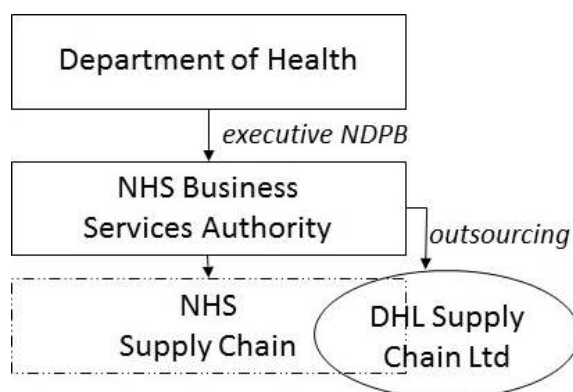 Department of Health
executive NDPB
NHS Business
Services Authority
outsourcing
NHS
Supply Chain
DHL Supply
Chain Ltd